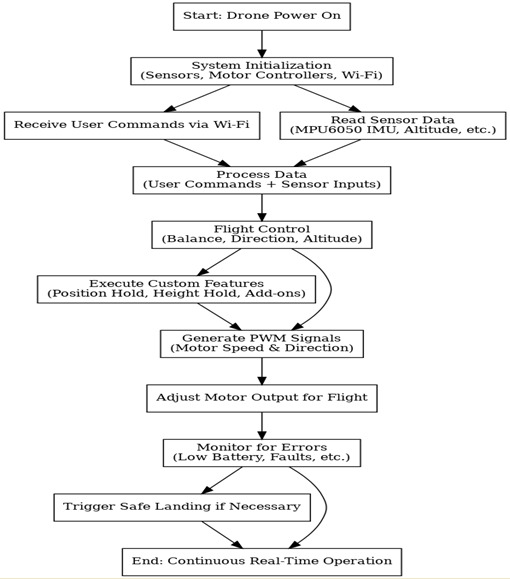 Start: Drone Power On
System Initialization
(Sensors, Motor Controllers, Wi-Fi)
Receive User Commands via Wi-Fi
Read Sensor Data
(MPU6050 IMU, Altitude, etc.)
Process Data
(User Commands + Sensor Inputs)
Flight Control
(Balance, Direction, Altitude)
Execute Custom Features
(Position Hold, Height Hold, Add-ons)
Generate PWM Signals
(Motor Speed & Direction)
Adjust Motor Output for Flight
Monitor for Errors
(Low Battery, Faults, etc.)
Trigger Safe Landing if Necessary
End: Continuous Real-Time Operation